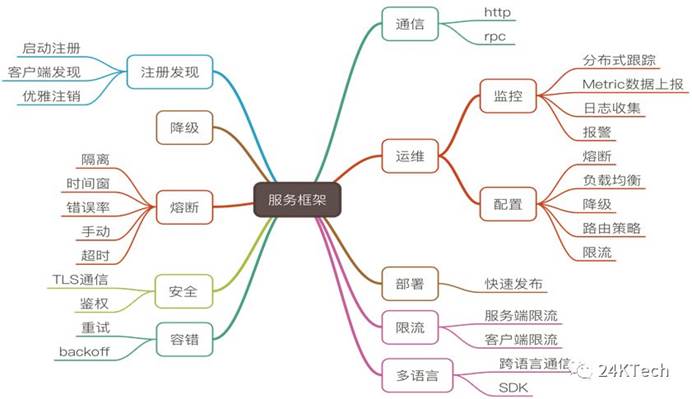 服务框架
注册发现
启动注册
客户端发现
优雅注销
降级
熔断
隔离
时间窗
错误率
手动
超时
安全
TLS通信
鉴权
容错
重试
backoff
通信
http
rpc
运维
监控
分布式跟踪
Metric数据上报
日志收集
报警
配置
熔断
负载均衡
降级
路由策略
限流
部署
快速发布
限流
服务端限流
客户端限流
多语言
跨语言通信
SDK
24KTech